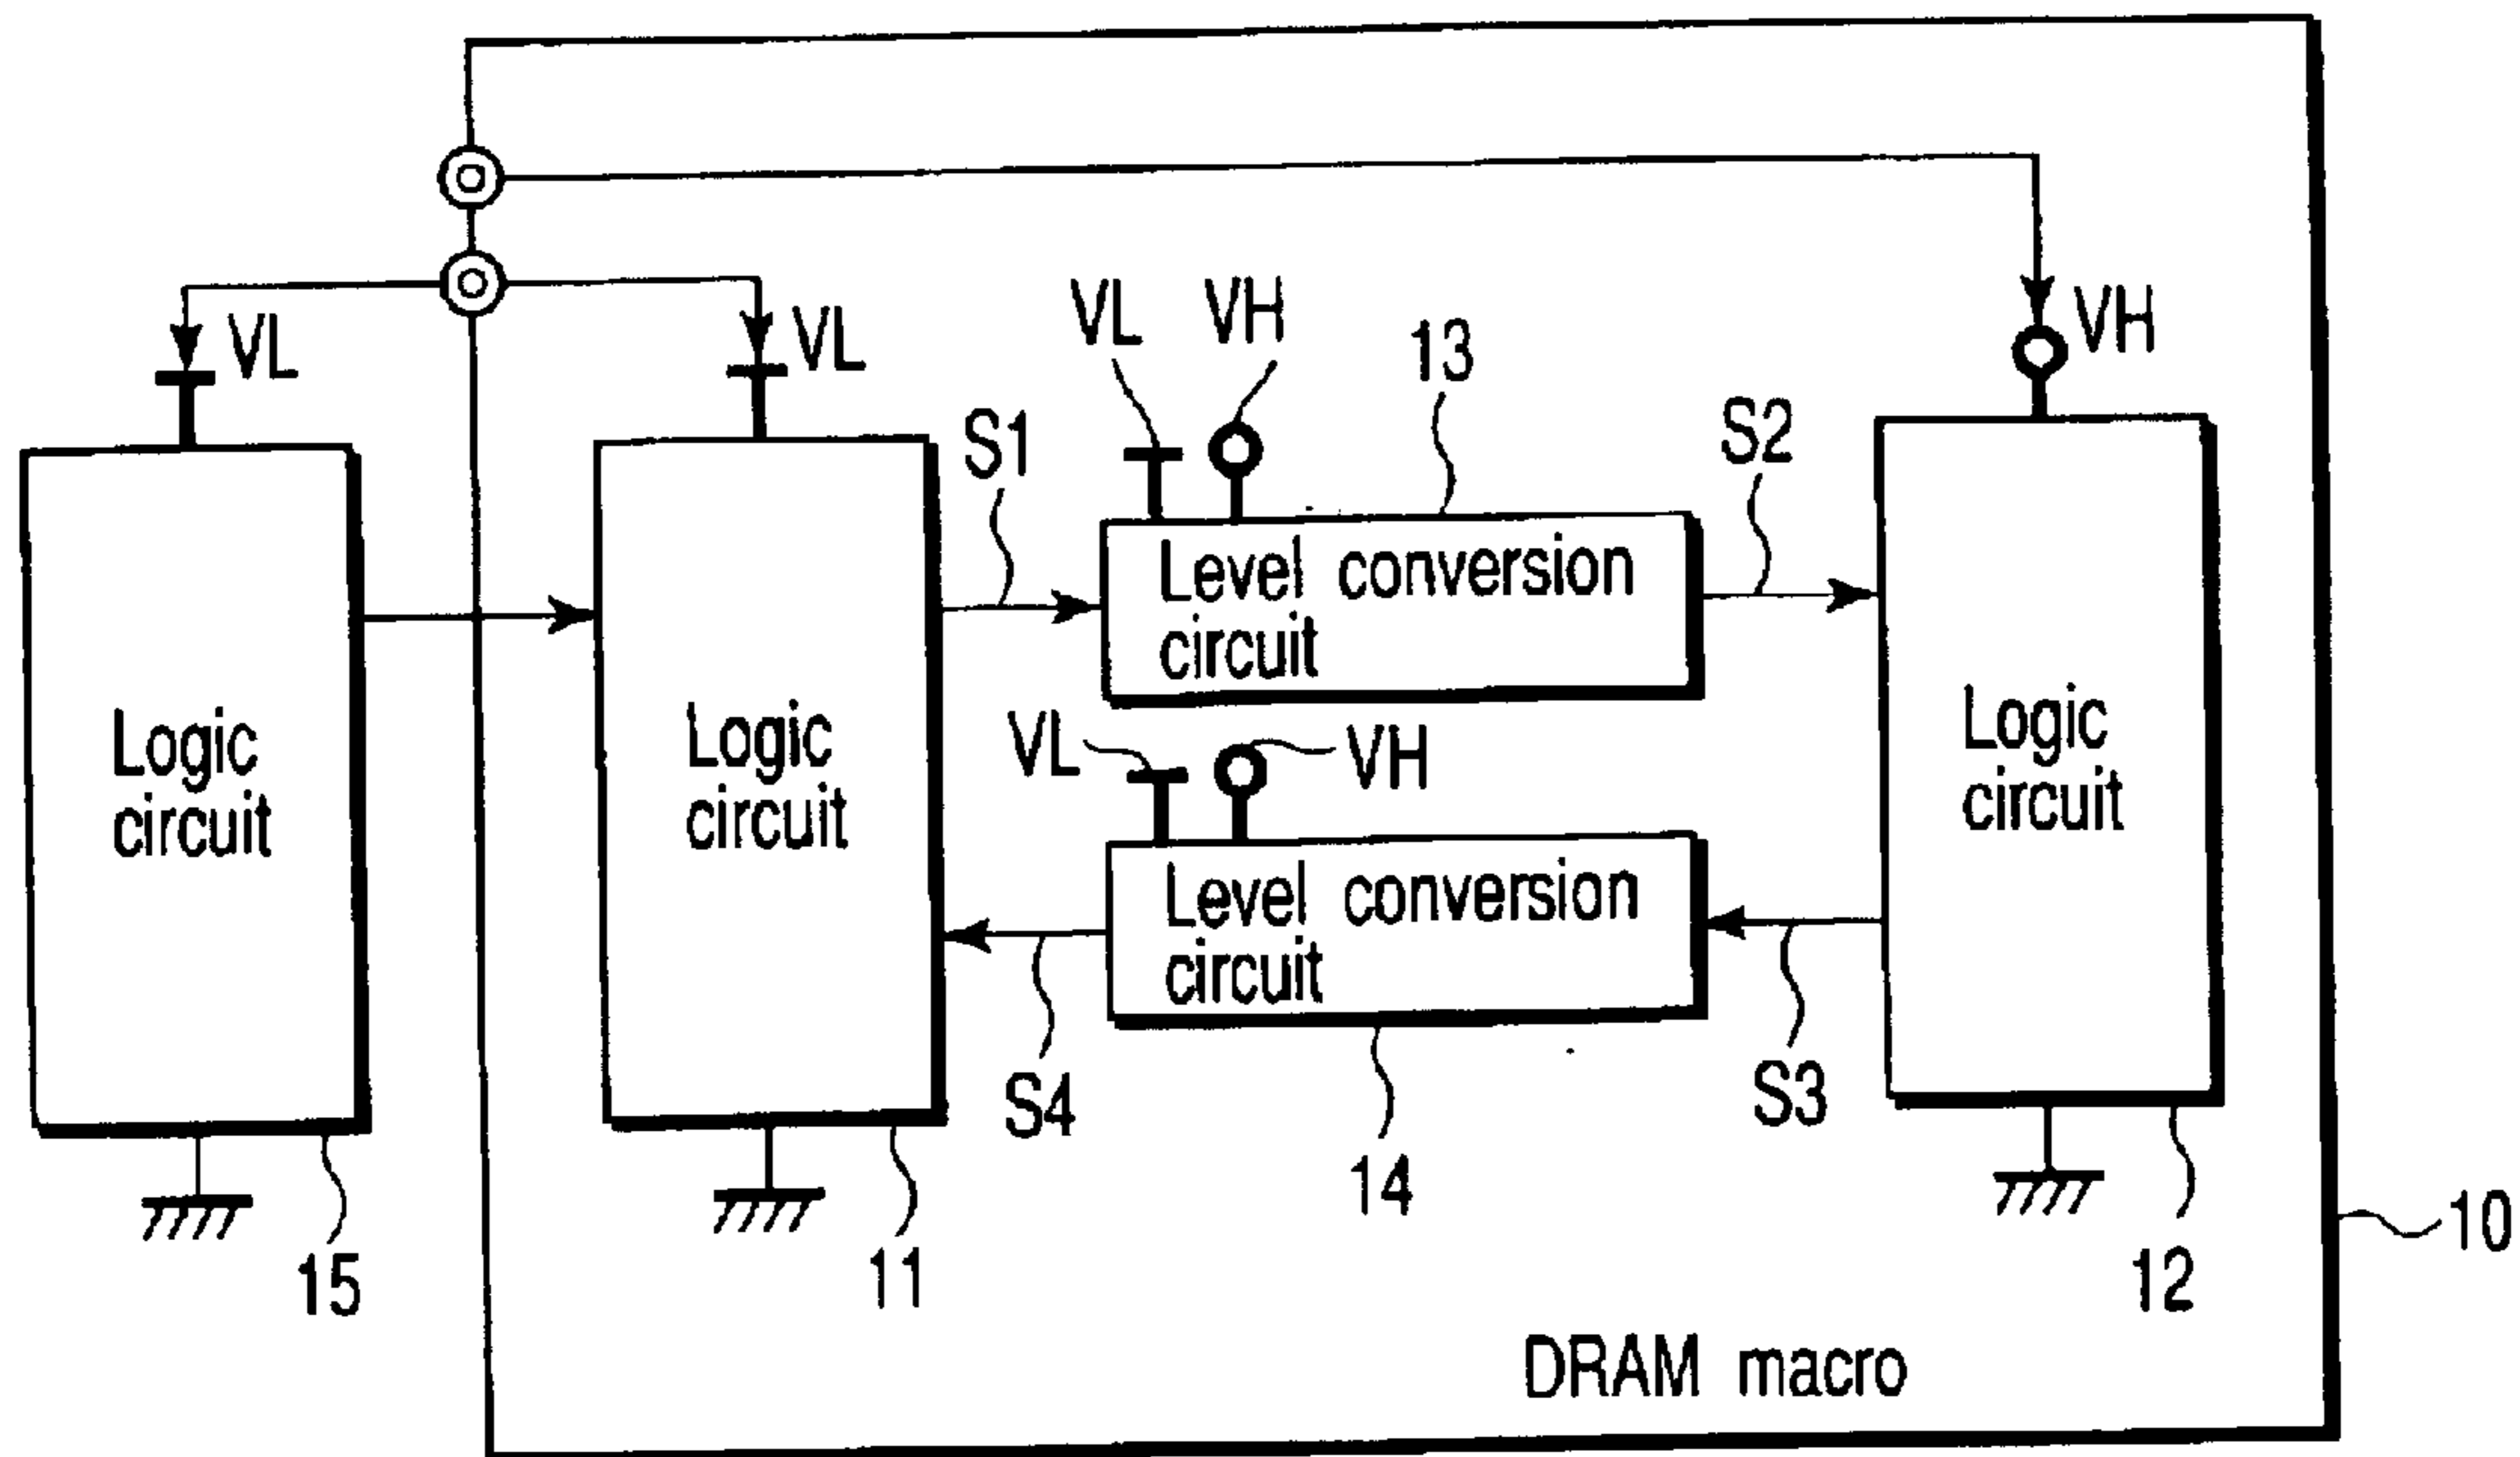 VL
VL
VL
VH
VH
13
S1
S2
Level conversion
circuit
Logic
circuit
Logic
circuit
VL
VH
Logic
circuit
Level conversion
circuit
S4
S3
14
15
11
12
10
DRAM macro